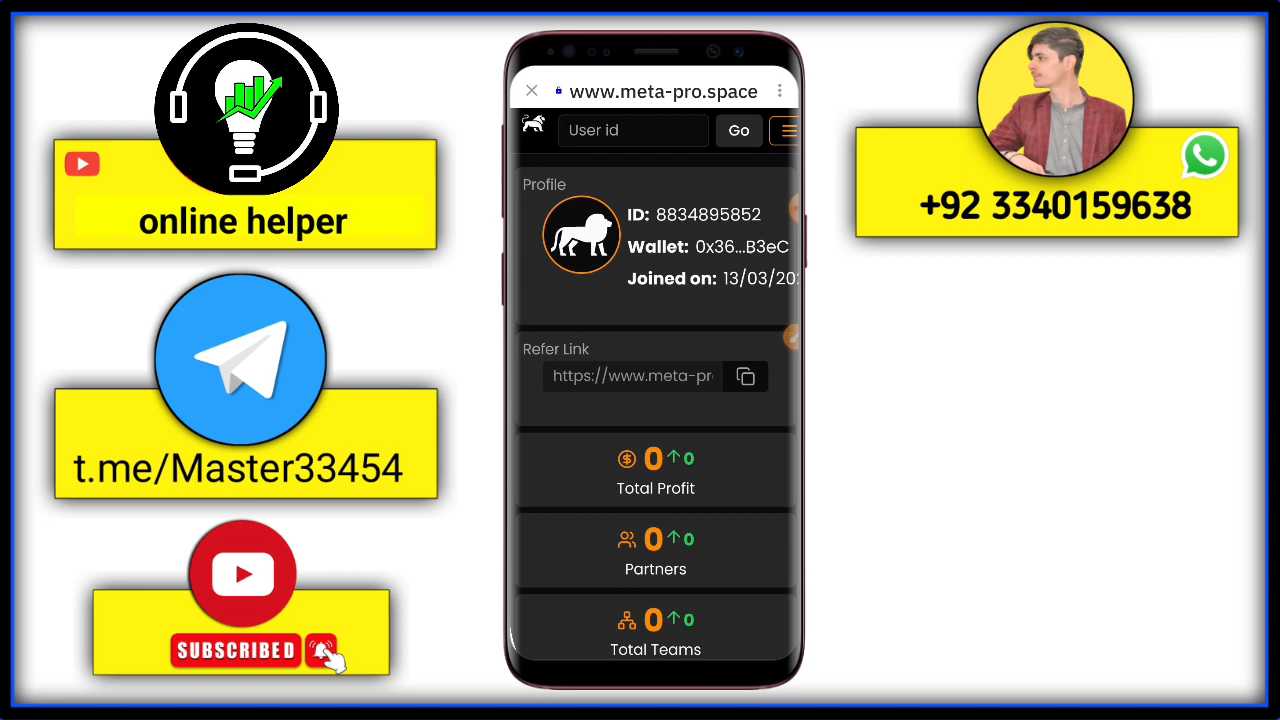 online helper
t.me/Master33454
SUBSCRIBED
www.meta-pro.space
User id
Go
Profile
ID: 8834895852
Wallet: 0x36...B3eC
Joined on: 13/03/20
Refer Link
https://www.meta-pr
0 0
Total Profit
0 0
Partners
0 0
Total Teams
+92 3340159638